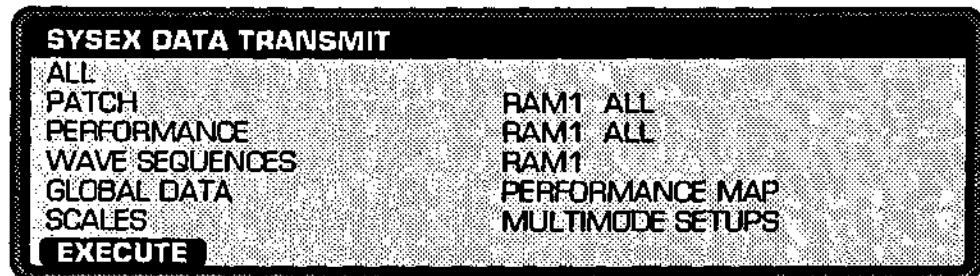 SYSEX DATA TRANSMIT
ALL
PATCH RAM1 ALL
PERFORMANCE RAM1 ALL
WAVE SEQUENCES RAM1
GLOBAL DATA PERFORMANCE MAP
SCALES MULTIMODE SETUPS
EXECUTE